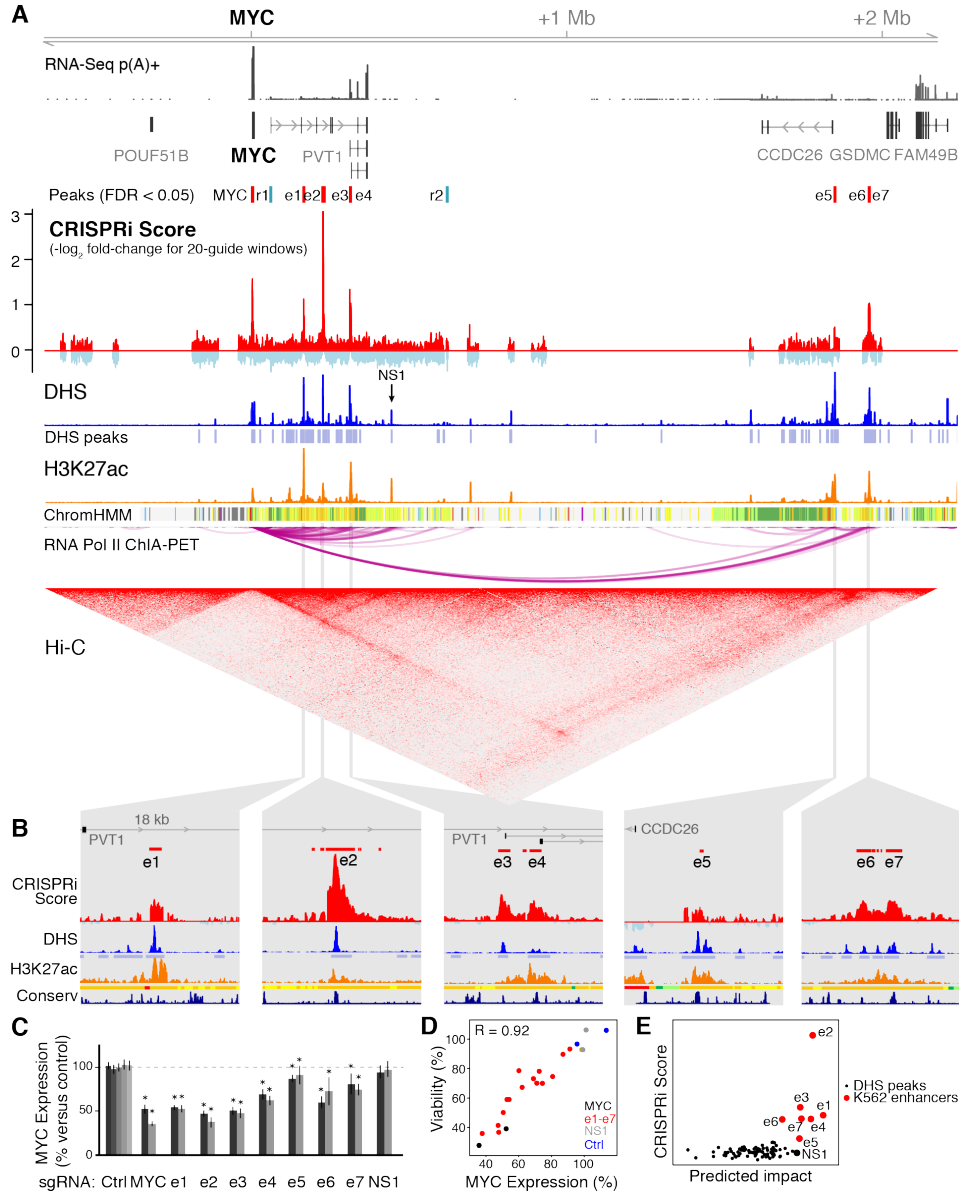 A
MYC +1 Mb +2 Mb
RNA-Seq p(A)+
POUF51B MYC PVT1 CCDC26 GSDMC FAM49B
Peaks (FDR < 0.05) MYC r1 e1 e2 e3 e4 r2 e5 e6 e7
3
CRISPRi Score
(-log2 fold-change for 20-guide windows)
2
1
0
NS1
DHS
DHS peaks
H3K27ac
ChromHMM
RNA Pol II ChIA-PET
Hi-C
B
18 kb
PVT1 PVT1 CCDC26
e1 e2 e3 e4 e5 e6 e7
CRISPRi
Score
DHS
H3K27ac
Conserv
C
MYC Expression
(% versus control)
100
50
0
* * * * * * * * * * * * * * * *
sgRNA: Ctrl MYC e1 e2 e3 e4 e5 e6 e7 NS1
D
R = 0.92
Viability (%)
100
80
60
40
MYC
e1-e7
NS1
Ctrl
40 60 80 100
MYC Expression (%)
E
CRISPRi Score
e2
DHS peaks
K562 enhancers
e3 e1
e6 e7 e4
e5
NS1
Predicted impact